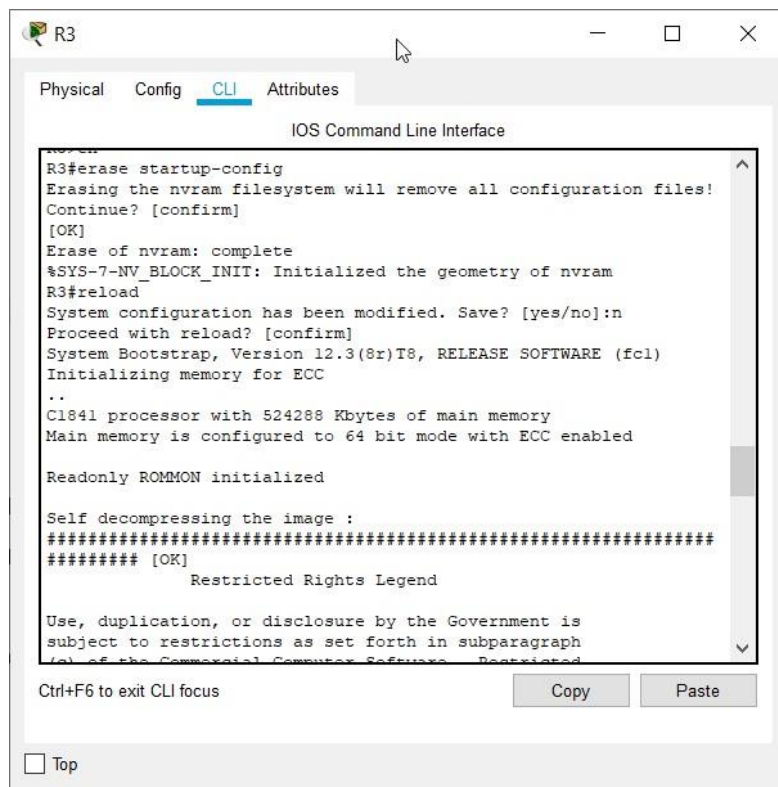 R3
Physical Config CLI Attributes
IOS Command Line Interface
R3#erase startup-config
Erasing the nvram filesystem will remove all configuration files!
Continue? [confirm]
[OK]
Erase of nvram: complete
%SYS-7-NV_BLOCK_INIT: Initialized the geometry of nvram
R3#reload
System configuration has been modified. Save? [yes/no]:n
Proceed with reload? [confirm]
System Bootstrap, Version 12.3(8r)T8, RELEASE SOFTWARE (fc1)
Initializing memory for ECC
..
C1841 processor with 524288 Kbytes of main memory
Main memory is configured to 64 bit mode with ECC enabled
Readonly ROMMON initialized
Self decompressing the image :
#################################################################
######### [OK]
Restricted Rights Legend
Use, duplication, or disclosure by the Government is
subject to restrictions as set forth in subparagraph
of the Commercial Computer Software
Ctrl+F6 to exit CLI focus
Copy Paste
Top